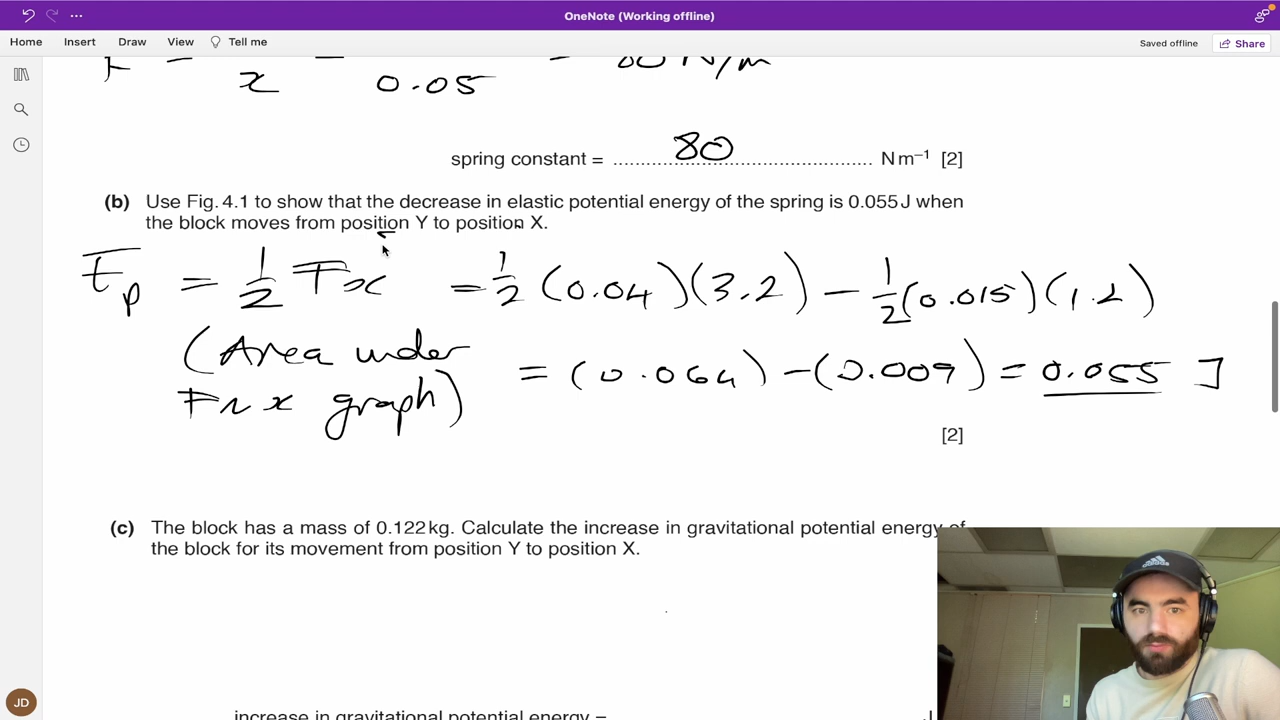 OneNote (Working offline)
Home Insert Draw View Tell me
Saved offline Share
x 0.05
spring constant = 80 N m⁻¹ [2]
(b) Use Fig. 4.1 to show that the decrease in elastic potential energy of the spring is 0.055 J when
the block moves from position Y to position X.
Ep = 1/2 Fx = 1/2 (0.04)(3.2) – 1/2 (0.015)(1.2)
(Area under
F n x graph)
= (0.064) – (0.009) = 0.055 J
[2]
(c) The block has a mass of 0.122 kg. Calculate the increase in gravitational potential energy of
the block for its movement from position Y to position X.
increase in gravitational potential energy =
J
JD